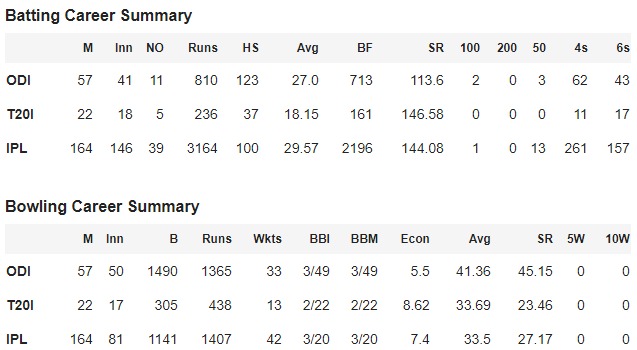 Batting Career Summary
M Inn NO Runs HS Avg BF SR 100 200 50 4s 6s
ODI 57 41 11 810 123 27.0 713 113.6 2 0 3 62 43
T20I 22 18 5 236 37 18.15 161 146.58 0 0 0 11 17
IPL 164 146 39 3164 100 29.57 2196 144.08 1 0 13 261 157
Bowling Career Summary
M Inn B Runs Wkts BBI BBM Econ Avg SR 5W 10W
ODI 57 50 1490 1365 33 3/49 3/49 5.5 41.36 45.15 0 0
T20I 22 17 305 438 13 2/22 2/22 8.62 33.69 23.46 0 0
IPL 164 81 1141 1407 42 3/20 3/20 7.4 33.5 27.17 0 0